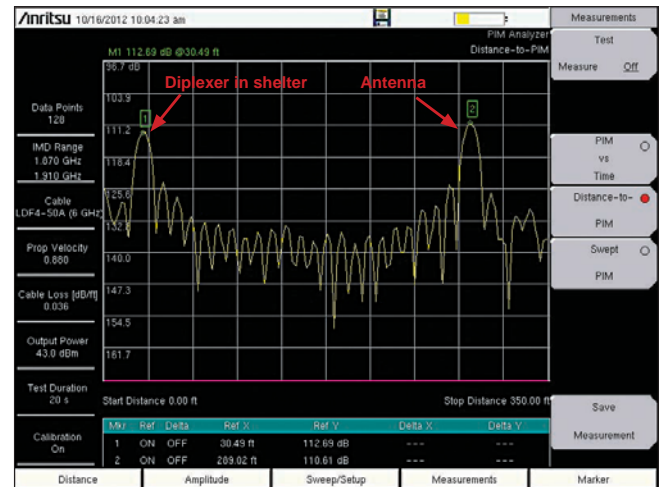 Anritsu 10/16/2012 10:04:23 am
Measurements
PIM Analyzer
Distance-to-PIM
M1 112.69 dB @30.49 ft
Test
Measure Off
96.7 dB
103.9
111.2
118.4
125.6
132.
140.0
147.3
154.5
161.7
Diplexer in shelter
Antenna
1
2
Data Points
128
IMD Range
1.870 GHz
1.910 GHz
Cable
LDF4-50A (6 GHz)
Prop Velocity
0.880
Cable Loss [dB/ft]
0.036
Output Power
43.0 dBm
Test Duration
20 s
Calibration
On
PIM
vs
Time
Distance-to-
PIM
Swept
PIM
Save
Measurement
Start Distance 0.00 ft
Stop Distance 350.00 ft
Mkr Ref Delta Ref X Ref Y Delta X Delta Y
1 ON OFF 30.49 ft 112.69 dB --- ---
2 ON OFF 289.02 ft 110.61 dB --- ---
Distance Amplitude Sweep/Setup Measurements Marker